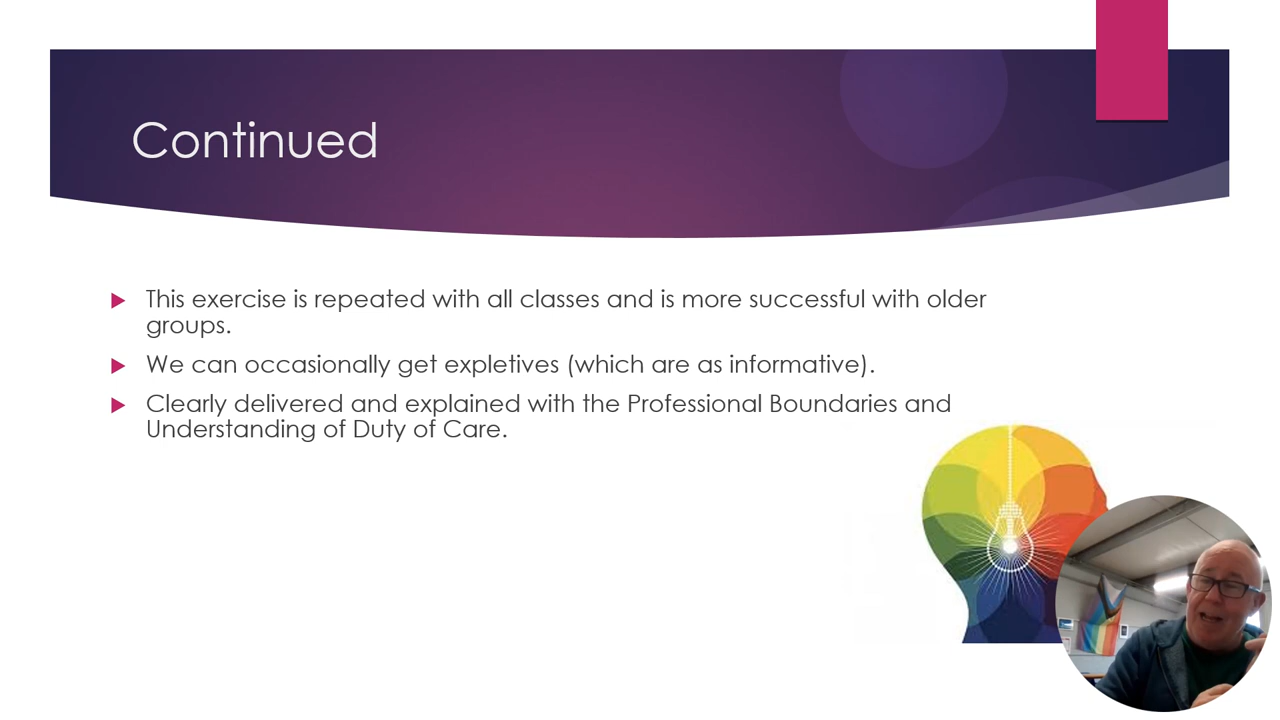 Continued
This exercise is repeated with all classes and is more successful with older
groups.
We can occasionally get expletives (which are as informative).
Clearly delivered and explained with the Professional Boundaries and
Understanding of Duty of Care.